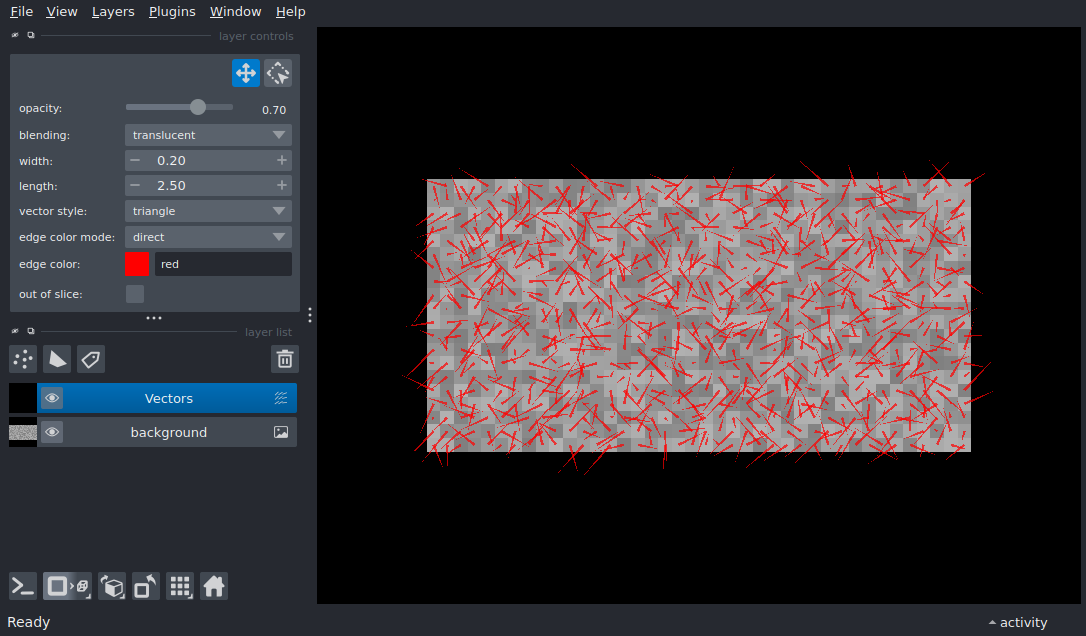 File View Layers Plugins Window Help
layer controls
opacity: 0.70
blending: translucent
width: 0.20
length: 2.50
vector style: triangle
edge color mode: direct
edge color: red
out of slice:
layer list
Vectors
background
Ready
activity